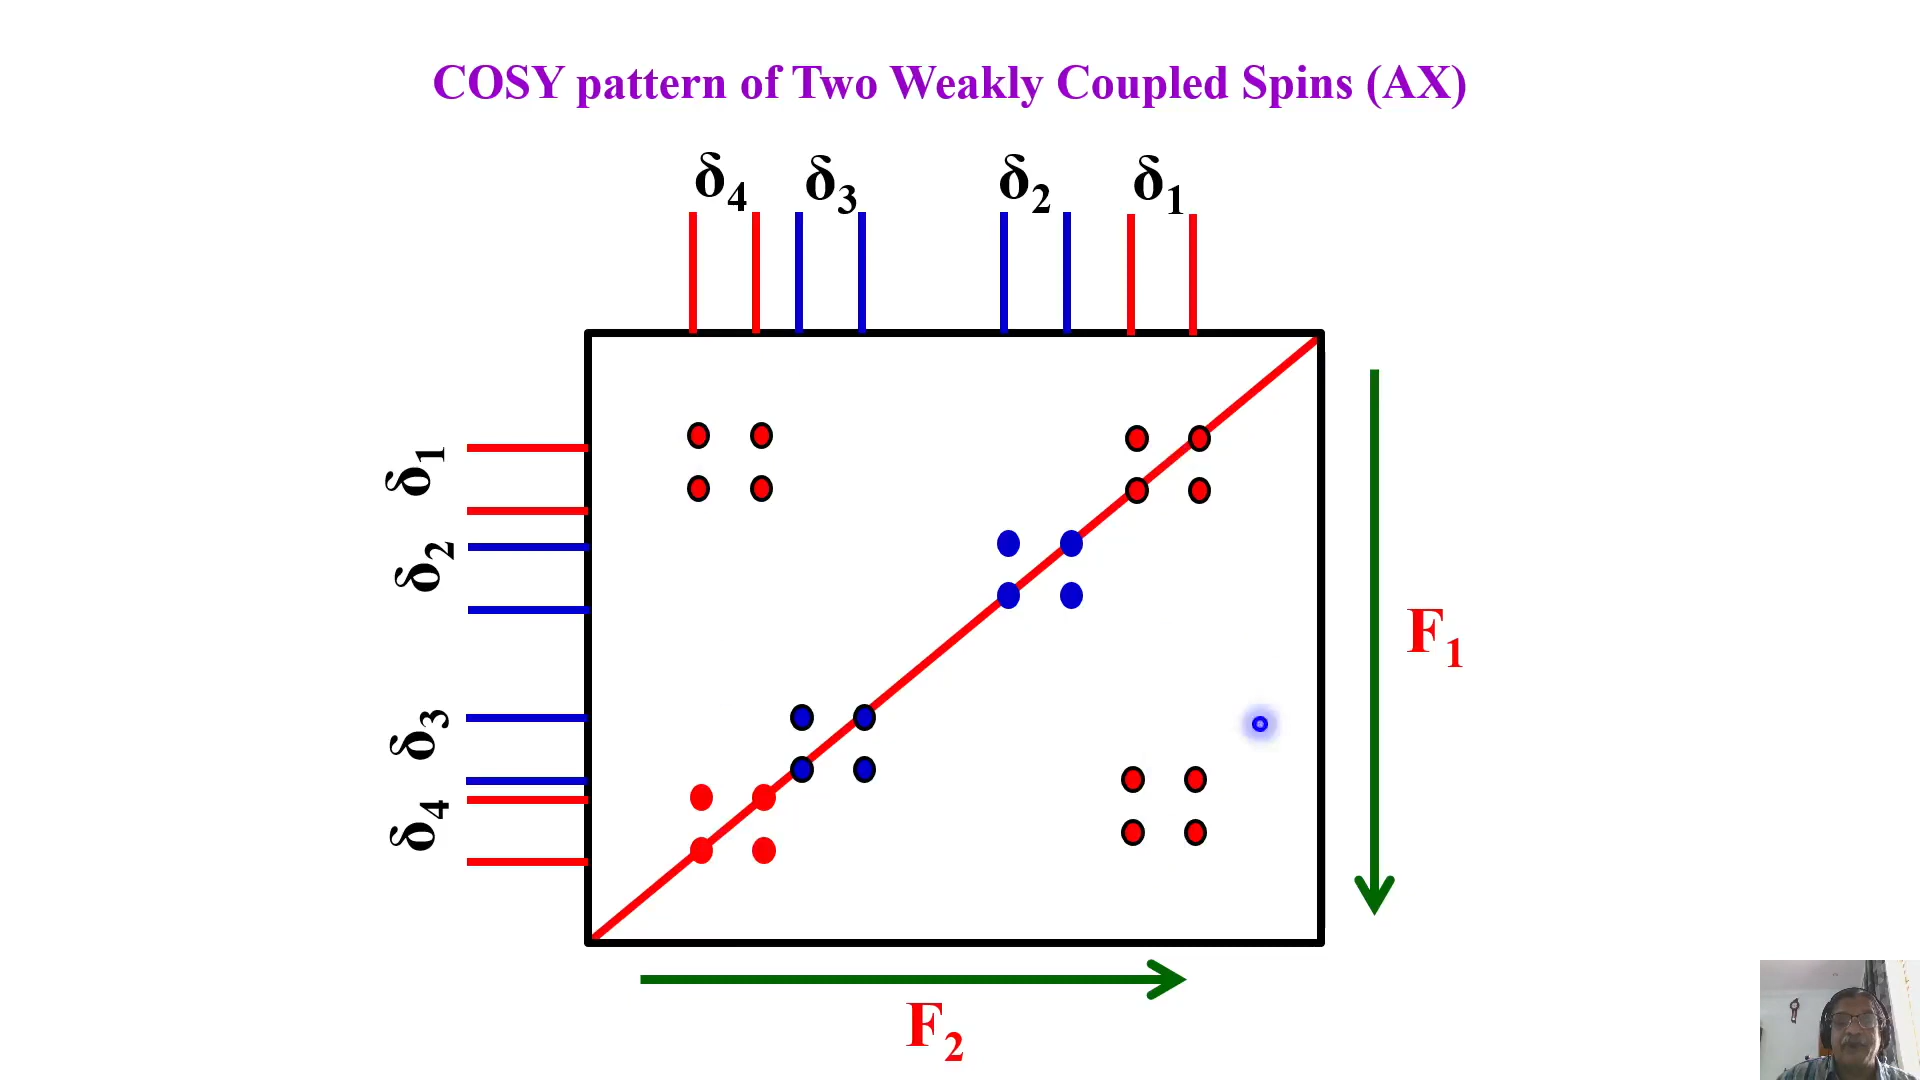 COSY pattern of Two Weakly Coupled Spins (AX)
δ4 δ3 δ2 δ1
δ1
δ2
δ3
δ4
F1
F2